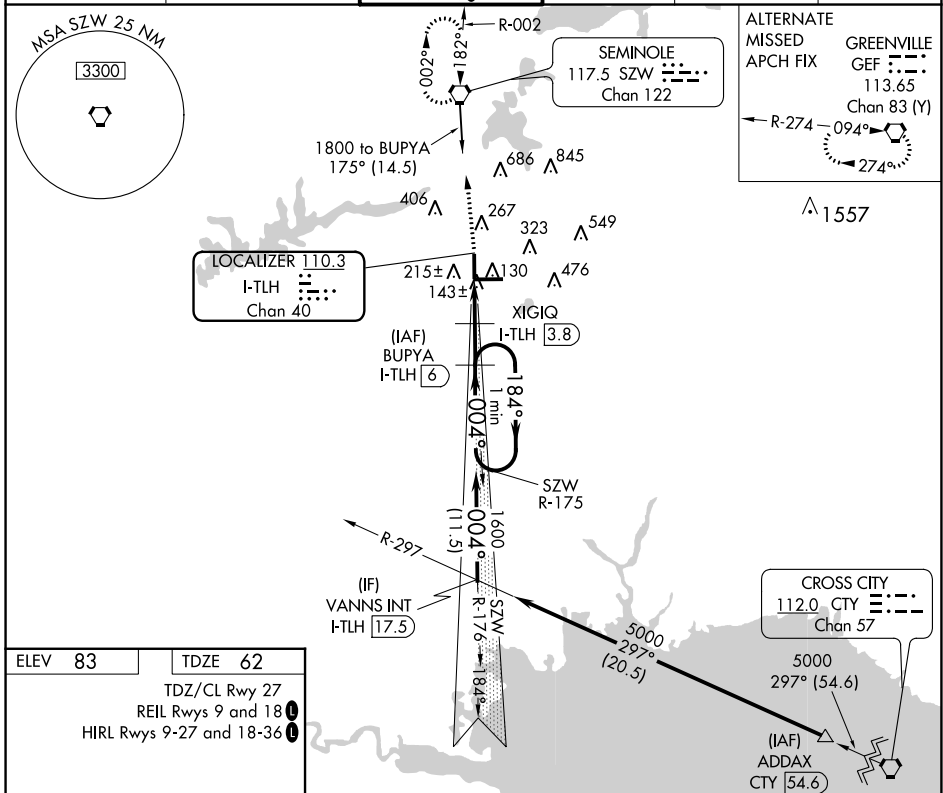 MSA SZW 25 NM
3300
R-002
002°
182°
SEMINOLE
117.5 SZW
Chan 122
ALTERNATE
MISSED
APCH FIX
GREENVILLE
GEF
113.65
Chan 83 (Y)
R-274
094°
274°
1800 to BUPYA
175° (14.5)
686
845
406
267
323
549
1557
LOCALIZER 110.3
I-TLH
Chan 40
215±
130
476
143±
XIGIQ
I-TLH 3.8
(IAF)
BUPYA
I-TLH 6
184°
1 min
004°
SZW
R-175
1600
004°
(11.5)
R-297
(IF)
VANNS INT
I-TLH 17.5
SZW
R-176
184°
5000
297°
(20.5)
CROSS CITY
112.0 CTY
Chan 57
5000
297° (54.6)
(IAF)
ADDAX
CTY 54.6
ELEV 83
TDZE 62
TDZ/CL Rwy 27
REIL Rwys 9 and 18 L
HIRL Rwys 9-27 and 18-36 L